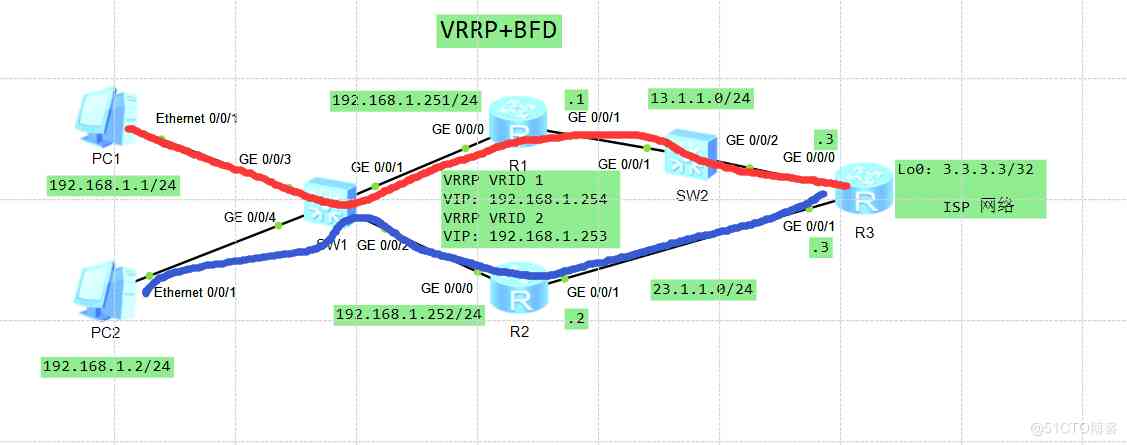 VRRP+BFD
192.168.1.251/24
.1
13.1.1.0/24
Ethernet 0/0/1
GE 0/0/0
GE 0/0/1
GE 0/0/2
.3
PC1
GE 0/0/3
GE 0/0/1
R
R1
GE 0/0/1
SW2
GE 0/0/0
Lo0: 3.3.3.3/32
192.168.1.1/24
VRRP VRID 1
VIP: 192.168.1.254
R
ISP 网络
GE 0/0/4
SW1
VRRP VRID 2
VIP: 192.168.1.253
GE 0/0/1
R3
GE 0/0/2
.3
Ethernet 0/0/1
GE 0/0/0
R
GE 0/0/1
23.1.1.0/24
PC2
192.168.1.252/24
R2
.2
192.168.1.2/24
@51CTO博客